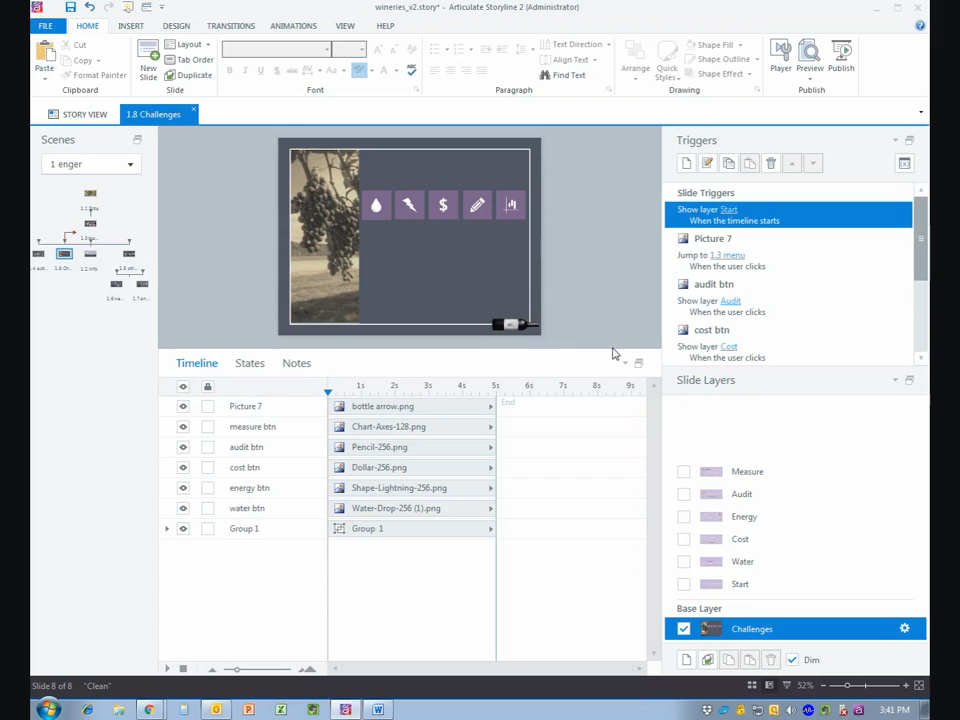 wineries_v2.story* - Articulate Storyline 2 (Administrator)
FILE HOME INSERT DESIGN TRANSITIONS ANIMATIONS VIEW HELP
Paste
Cut
Copy
Format Painter
Clipboard
New Slide
Layout
Tab Order
Duplicate
Slide
B I U S abc AV Aa A
Font
Paragraph
Text Direction
Align Text
Find Text
Arrange
Quick Styles
Shape Fill
Shape Outline
Shape Effect
Drawing
Player
Preview
Publish
Publish
STORY VIEW
1.8 Challenges
Scenes
1 enger
1.2 Info
$
Timeline States Notes
1s 2s 3s 4s 5s 6s 7s 8s 9s
End
Picture 7 bottle arrow.png
measure btn Chart-Axes-128.png
audit btn Pencil-256.png
cost btn Dollar-256.png
energy btn Shape-Lightning-256.png
water btn Water-Drop-256 (1).png
Group 1 Group 1
Triggers
Slide Triggers
Show layer Start
When the timeline starts
Picture 7
Jump to 1.3 menu
When the user clicks
audit btn
Show layer Audit
When the user clicks
cost btn
Show layer Cost
When the user clicks
Slide Layers
Measure
Audit
Energy
Cost
Water
Start
Base Layer
Challenges
Dim
Slide 8 of 8 "Clean"
52%
3:41 PM